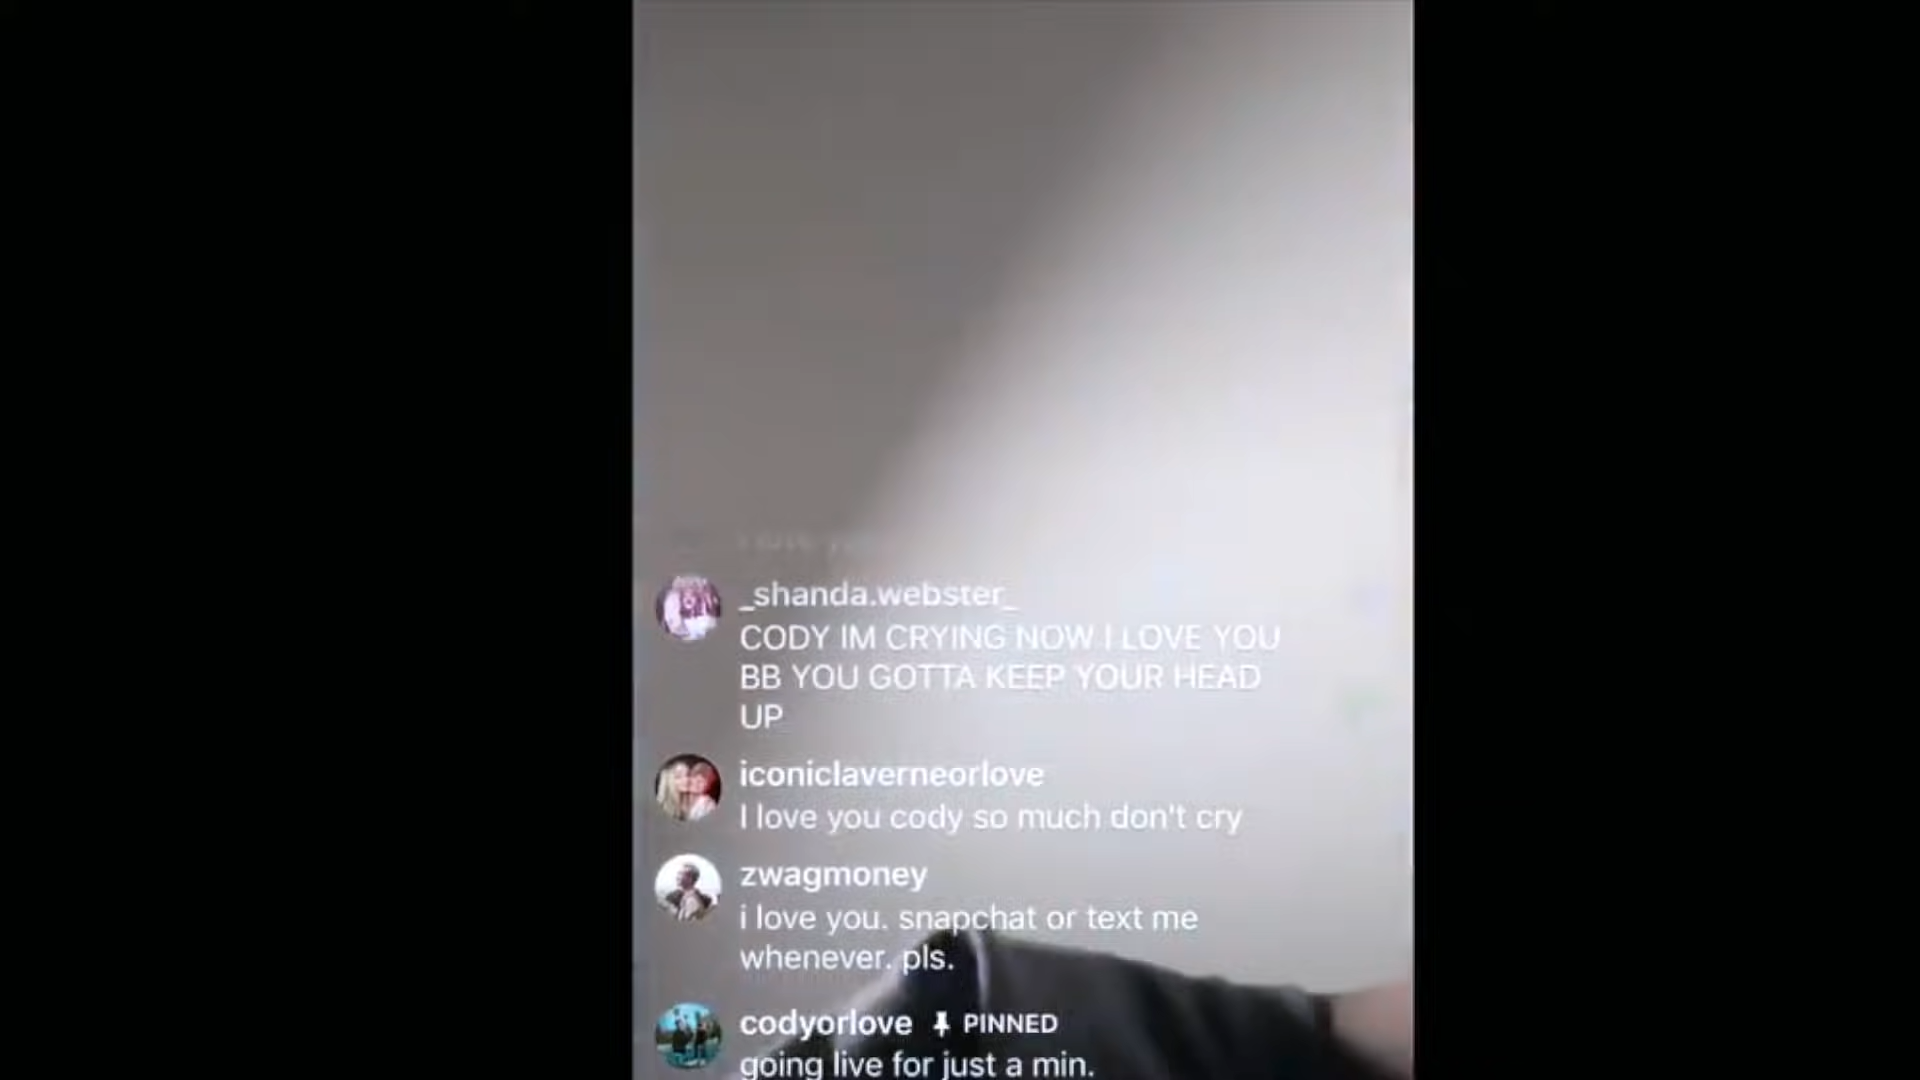 _shanda.webster_
CODY IM CRYING NOW I LOVE YOU
BB YOU GOTTA KEEP YOUR HEAD
UP
iconiclaverneorlove
I love you cody so much don't cry
zwagmoney
i love you. snapchat or text me
whenever. pls.
codyorlove PINNED
going live for just a min.